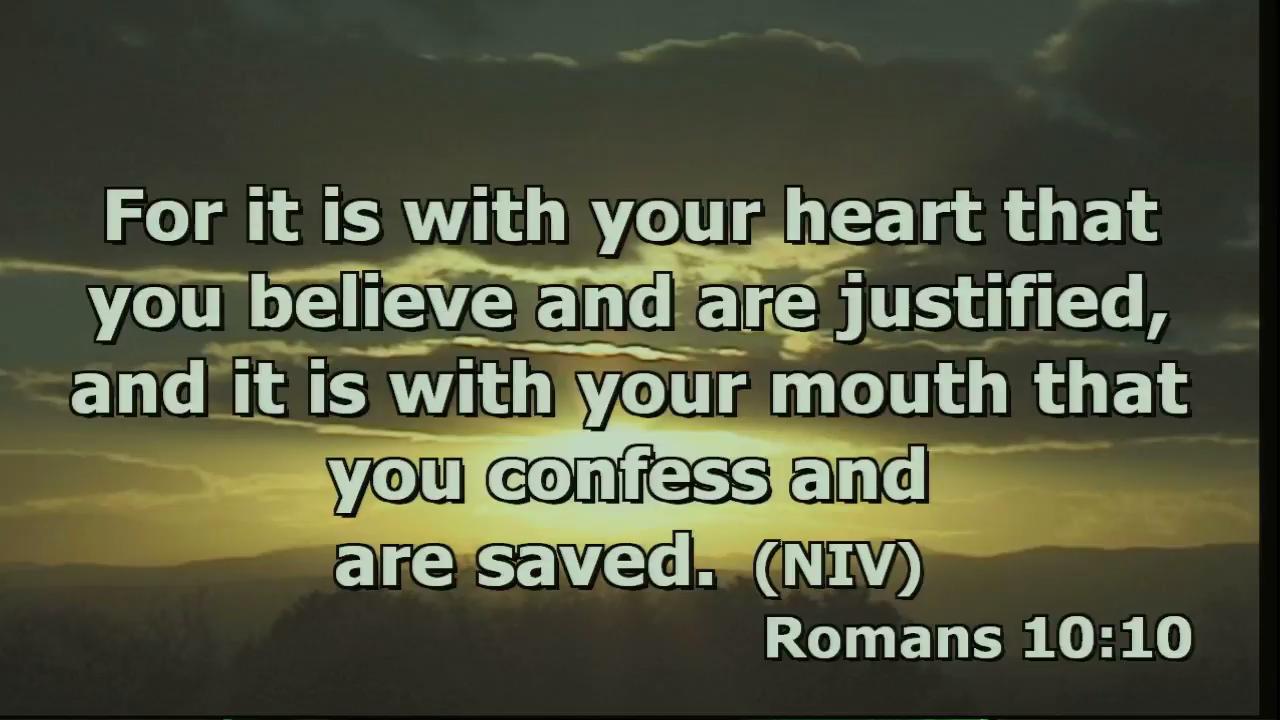 For it is with your heart that
you believe and are justified,
and it is with your mouth that
you confess and
are saved. (NIV)
Romans 10:10